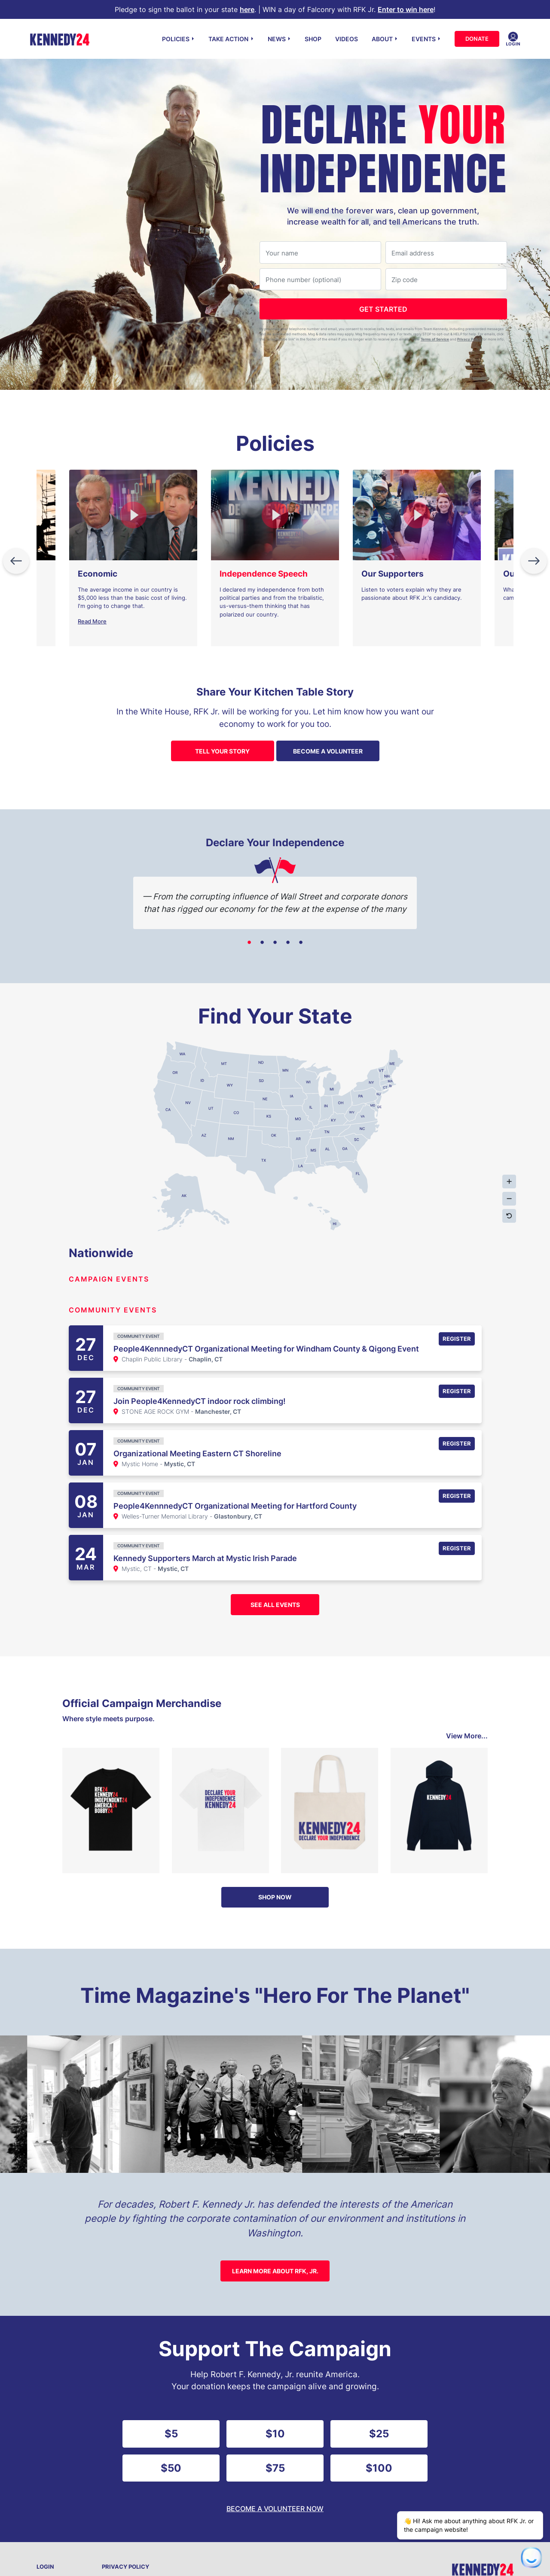 Pledge to sign the ballot in your state here. | WIN a day of Falconry with RFK Jr. Enter to win here!
KENNEDY24
POLICIES
TAKE ACTION
NEWS
SHOP
VIDEOS
ABOUT
EVENTS
DONATE
LOGIN
DECLARE YOUR
INDEPENDENCE
We will end the forever wars, clean up government,
increase wealth for all, and tell Americans the truth.
Your name
Email address
Phone number (optional)
Zip code
GET STARTED
Terms of Service
Policies
Economic
The average income in our country is
$5,000 less than the basic cost of living.
I'm going to change that.
Read More
Independence Speech
I declared my independence from both
political parties and from the tribalistic,
us-versus-them thinking that has
polarized our country.
Our Supporters
Listen to voters explain why they are
passionate about RFK Jr.'s candidacy.
Share Your Kitchen Table Story
In the White House, RFK Jr. will be working for you. Let him know how you want our
economy to work for you too.
TELL YOUR STORY
BECOME A VOLUNTEER
Declare Your Independence
— From the corrupting influence of Wall Street and corporate donors
that has rigged our economy for the few at the expense of the many
Find Your State
WA
MT
ND
MN
ME
OR
ID
WY
SD
WI
MI
NY
VT
CA
NV
UT
CO
NE
IA
IL
IN
OH
PA
KS
MO
KY
NC
AZ
NM
OK
AR
TN
SC
TX
LA
MS
AL
GA
FL
AK
HI
+
−
Nationwide
CAMPAIGN EVENTS
COMMUNITY EVENTS
27
DEC
COMMUNITY EVENT
People4KennnedyCT Organizational Meeting for Windham County & Qigong Event
Chaplin Public Library - Chaplin, CT
REGISTER
27
DEC
COMMUNITY EVENT
Join People4KennedyCT indoor rock climbing!
STONE AGE ROCK GYM - Manchester, CT
REGISTER
07
JAN
COMMUNITY EVENT
Organizational Meeting Eastern CT Shoreline
Mystic Home - Mystic, CT
REGISTER
08
JAN
COMMUNITY EVENT
People4KennnedyCT Organizational Meeting for Hartford County
Welles-Turner Memorial Library - Glastonbury, CT
REGISTER
24
MAR
COMMUNITY EVENT
Kennedy Supporters March at Mystic Irish Parade
Mystic, CT - Mystic, CT
REGISTER
SEE ALL EVENTS
Official Campaign Merchandise
Where style meets purpose.
View More...
RFK24
KENNEDY24
INDEPENDENT24
AMERICA24
BOBBY24
DECLARE YOUR
INDEPENDENCE
KENNEDY24
KENNEDY24
DECLARE YOUR INDEPENDENCE
KENNEDY24
SHOP NOW
Time Magazine's "Hero For The Planet"
For decades, Robert F. Kennedy Jr. has defended the interests of the American
people by fighting the corporate contamination of our environment and institutions in
Washington.
LEARN MORE ABOUT RFK, JR.
Support The Campaign
Help Robert F. Kennedy, Jr. reunite America.
Your donation keeps the campaign alive and growing.
$5
$10
$25
$50
$75
$100
BECOME A VOLUNTEER NOW
👋 Hi! Ask me about anything about RFK Jr. or
the campaign website!
LOGIN
PRIVACY POLICY
KENNEDY24